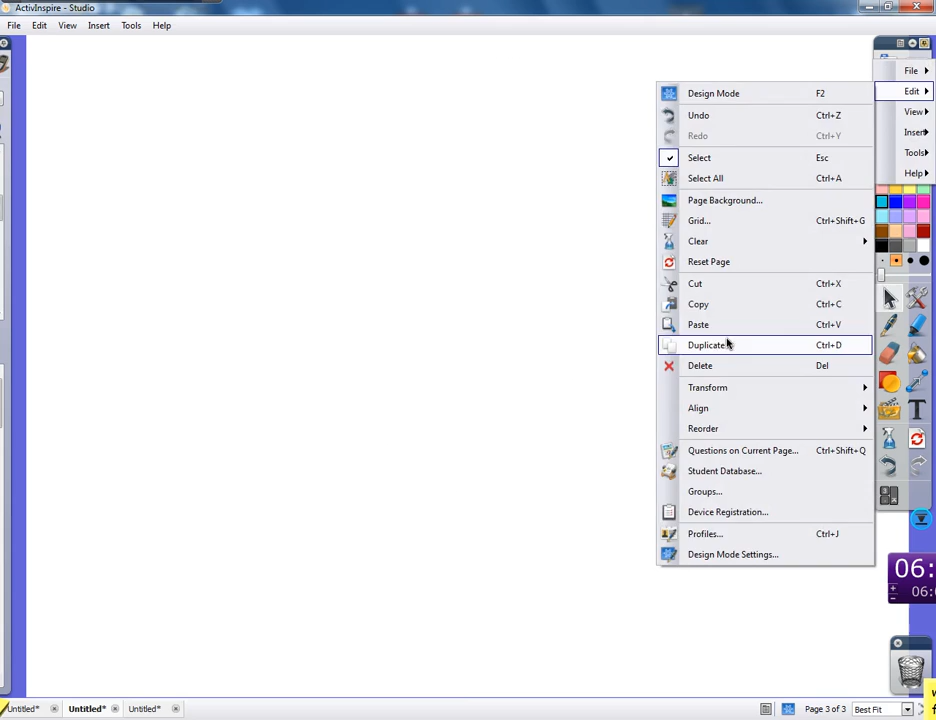 ActivInspire - Studio
File Edit View Insert Tools Help
File
Edit
View
Insert
Tools
Help
Design Mode F2
Undo Ctrl+Z
Redo Ctrl+Y
Select Esc
Select All Ctrl+A
Page Background...
Grid... Ctrl+Shift+G
Clear
Reset Page
Cut Ctrl+X
Copy Ctrl+C
Paste Ctrl+V
Duplicate Ctrl+D
Delete Del
Transform
Align
Reorder
Questions on Current Page... Ctrl+Shift+Q
Student Database...
Groups...
Device Registration...
Profiles... Ctrl+J
Design Mode Settings...
T
06:
06:
Untitled* Untitled* Untitled* Page 3 of 3 Best Fit